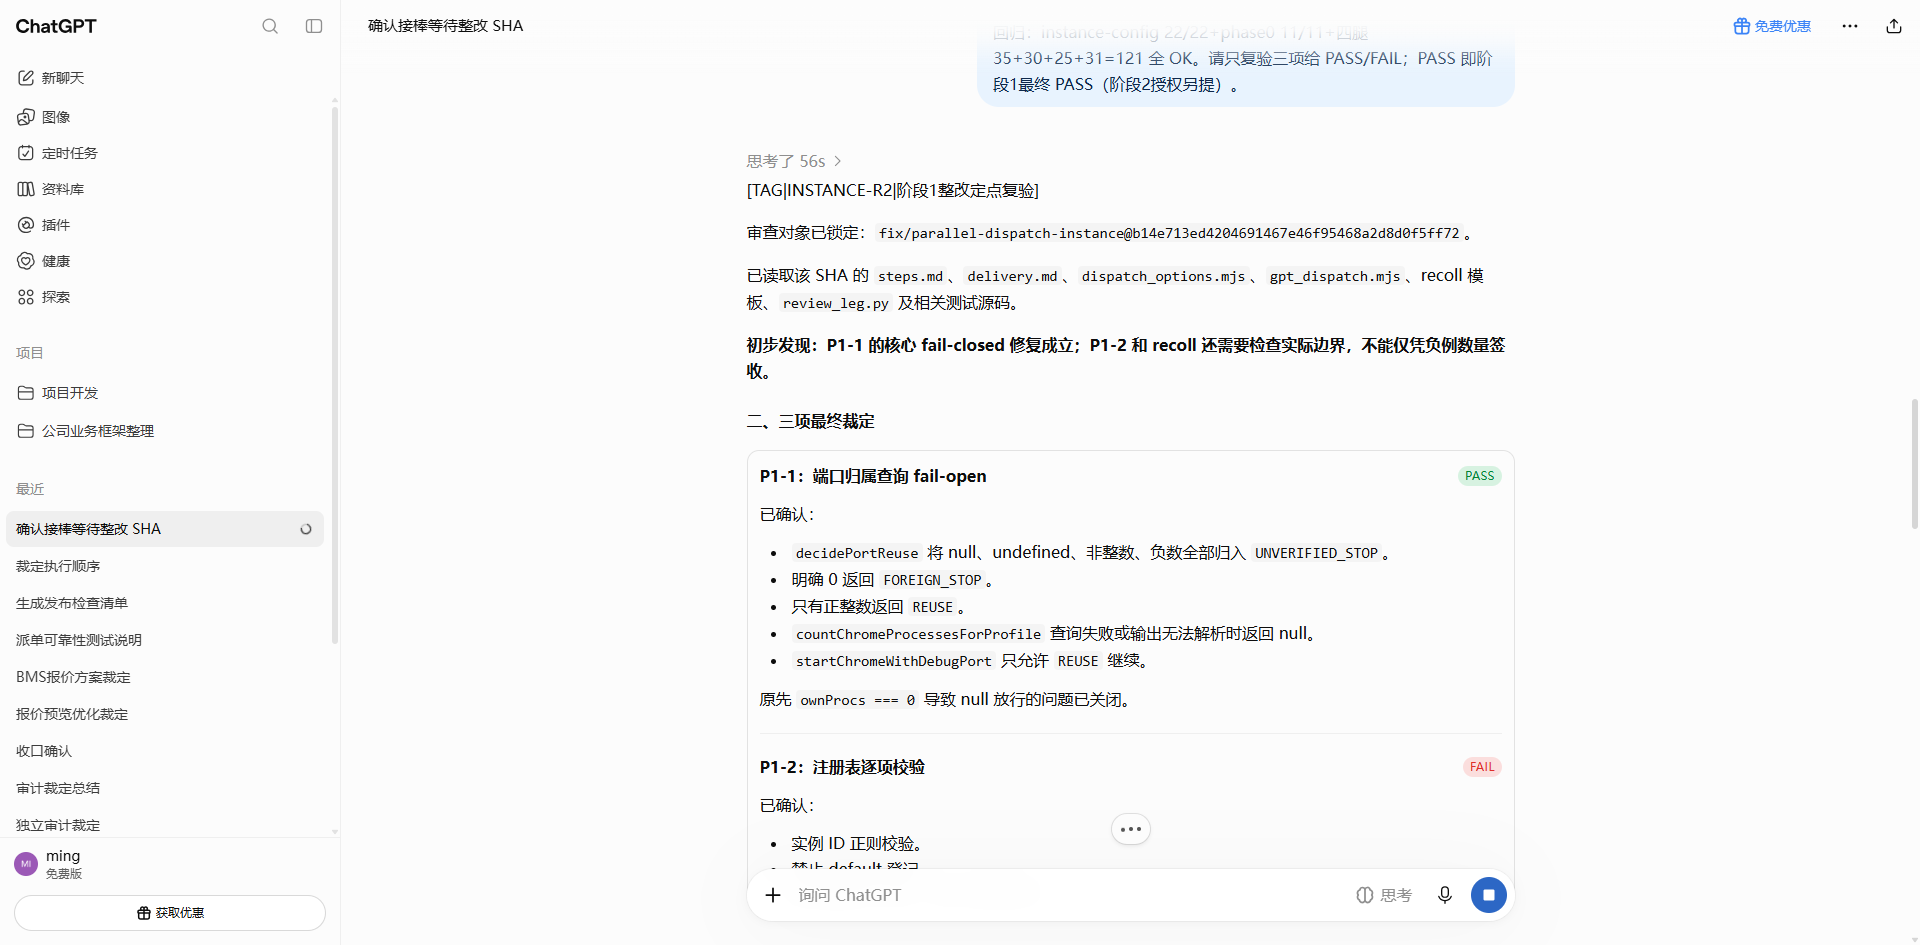 ChatGPT
新聊天
图像
定时任务
资料库
插件
健康
探索
项目
项目开发
公司业务框架整理
最近
确认接棒等待整改 SHA
裁定执行顺序
生成发布检查清单
派单可靠性测试说明
BMS报价方案裁定
报价预览优化裁定
收口确认
审计裁定总结
独立审计裁定
MI
ming
免费版
获取优惠
确认接棒等待整改 SHA
免费优惠
回归：instance-config 22/22+phase0 11/11+四腿
35+30+25+31=121 全 OK。请只复验三项给 PASS/FAIL；PASS 即阶
段1最终 PASS（阶段2授权另提）。
思考了 56s
[TAG|INSTANCE-R2|阶段1整改定点复验]
审查对象已锁定：fix/parallel-dispatch-instance@b14e713ed4204691467e46f95468a2d8d0f5ff72。
已读取该 SHA 的 steps.md、delivery.md、dispatch_options.mjs、gpt_dispatch.mjs、recoll 模
板、review_leg.py 及相关测试源码。
初步发现：P1-1 的核心 fail-closed 修复成立；P1-2 和 recoll 还需要检查实际边界，不能仅凭负例数量签
收。
二、三项最终裁定
P1-1：端口归属查询 fail-open
PASS
已确认：
• decidePortReuse 将 null、undefined、非整数、负数全部归入 UNVERIFIED_STOP。
• 明确 0 返回 FOREIGN_STOP。
• 只有正整数返回 REUSE。
• countChromeProcessesForProfile 查询失败或输出无法解析时返回 null。
• startChromeWithDebugPort 只允许 REUSE 继续。
原先 ownProcs === 0 导致 null 放行的问题已关闭。
P1-2：注册表逐项校验
FAIL
已确认：
• 实例 ID 正则校验。
• 禁止 default 登记
询问 ChatGPT
思考